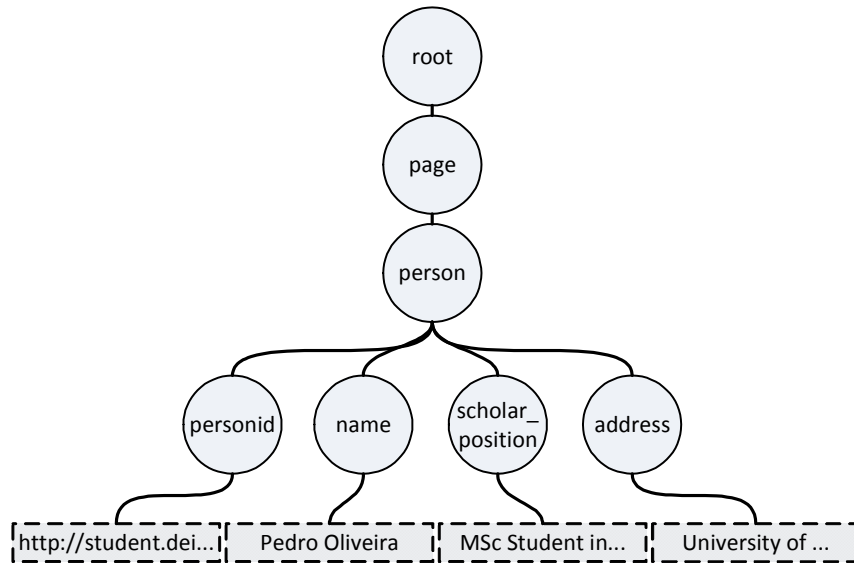 root
page
person
personid
name
scholar_
position
address
http://student.dei...
Pedro Oliveira
MSc Student in...
University of ...